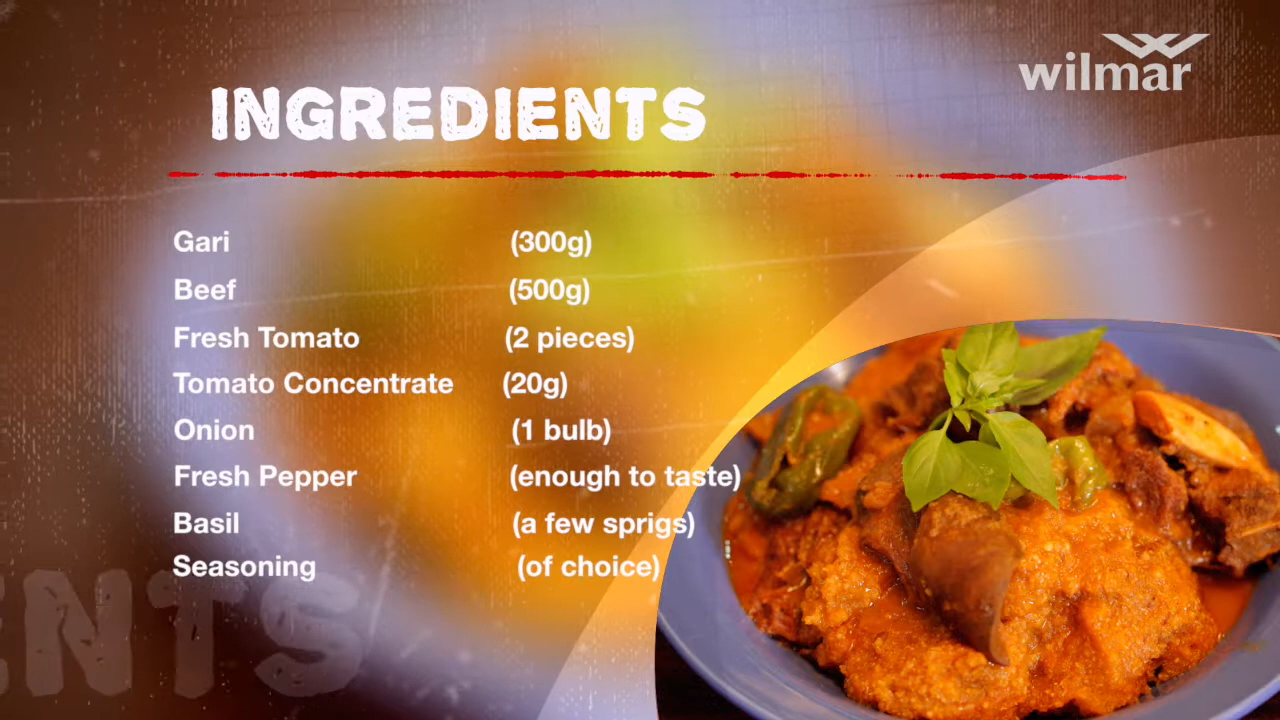 wilmar
INGREDIENTS
Gari (300g)
Beef (500g)
Fresh Tomato (2 pieces)
Tomato Concentrate (20g)
Onion (1 bulb)
Fresh Pepper (enough to taste)
Basil (a few sprigs)
Seasoning (of choice)
ENTS